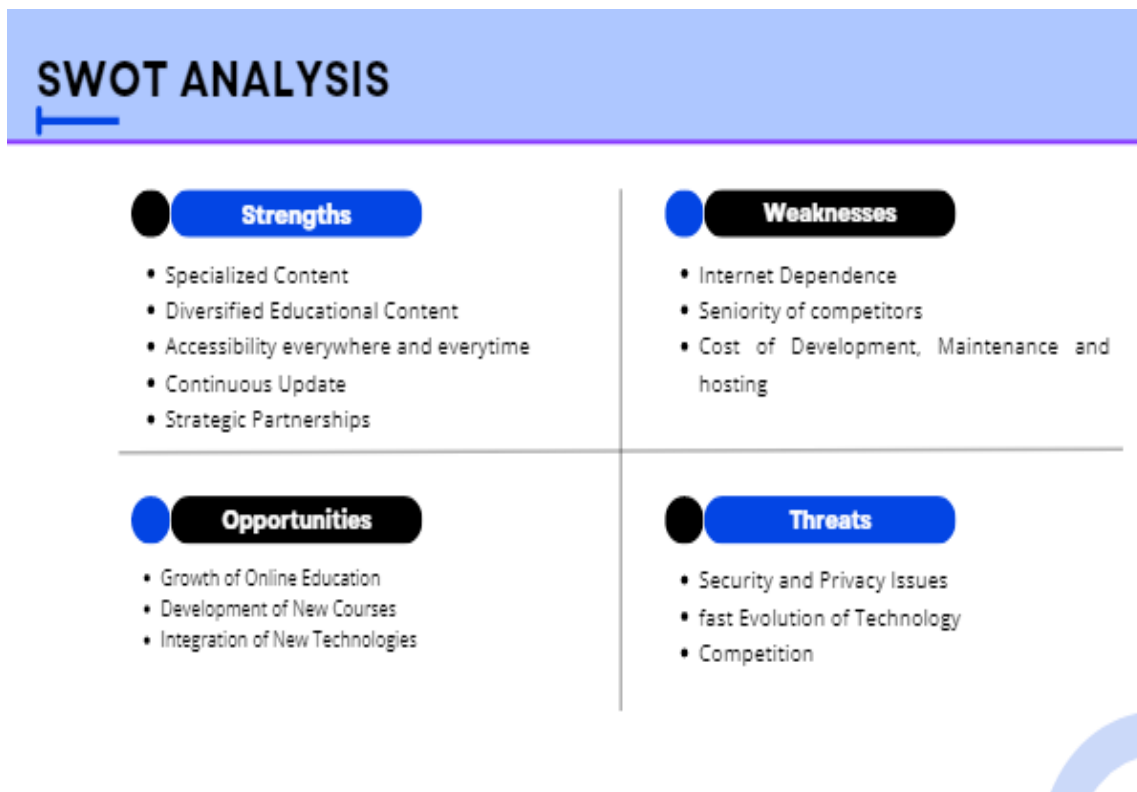 SWOT ANALYSIS
Strengths
• Specialized Content
• Diversified Educational Content
• Accessibility everywhere and everytime
• Continuous Update
• Strategic Partnerships
Weaknesses
• Internet Dependence
• Seniority of competitors
• Cost of Development, Maintenance and
hosting
Opportunities
• Growth of Online Education
• Development of New Courses
• Integration of New Technologies
Threats
• Security and Privacy Issues
• fast Evolution of Technology
• Competition